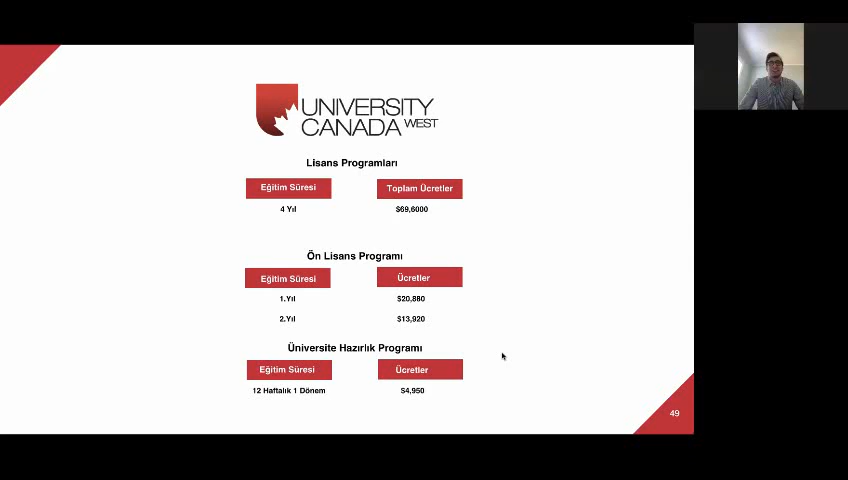 UNIVERSITY
CANADA WEST
Lisans Programları
Eğitim Süresi Toplam Ücretler
4 Yıl $69,6000
Ön Lisans Programı
Eğitim Süresi Ücretler
1.Yıl $20,880
2.Yıl $13,920
Üniversite Hazırlık Programı
Eğitim Süresi Ücretler
12 Haftalık 1 Dönem $4,950
49